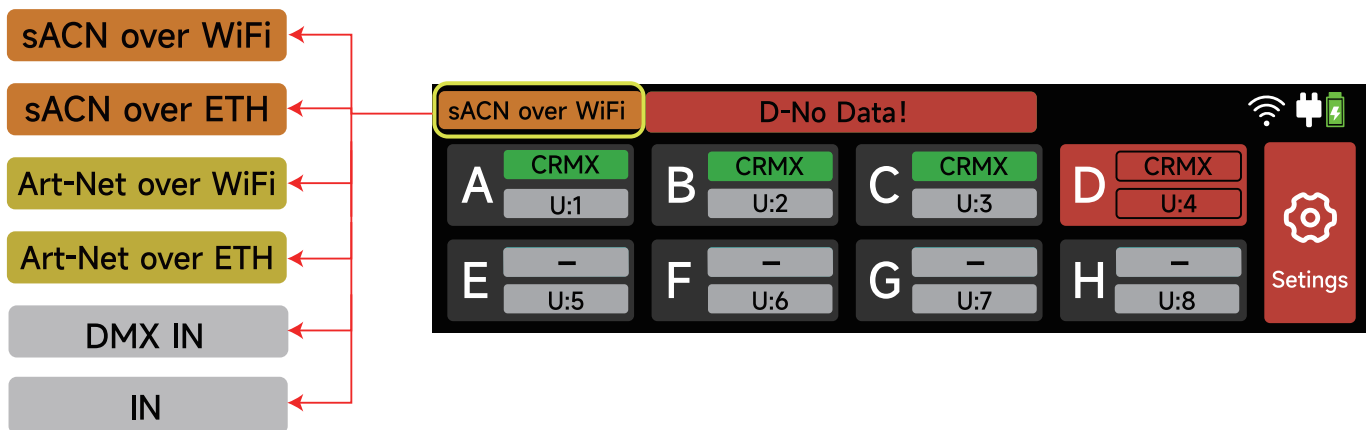 sACN over WiFi
sACN over ETH
Art-Net over WiFi
Art-Net over ETH
DMX IN
IN
sACN over WiFi
D-No Data!
A
CRMX
U:1
B
CRMX
U:2
C
CRMX
U:3
D
CRMX
U:4
E
–
U:5
F
–
U:6
G
–
U:7
H
–
U:8
Setings